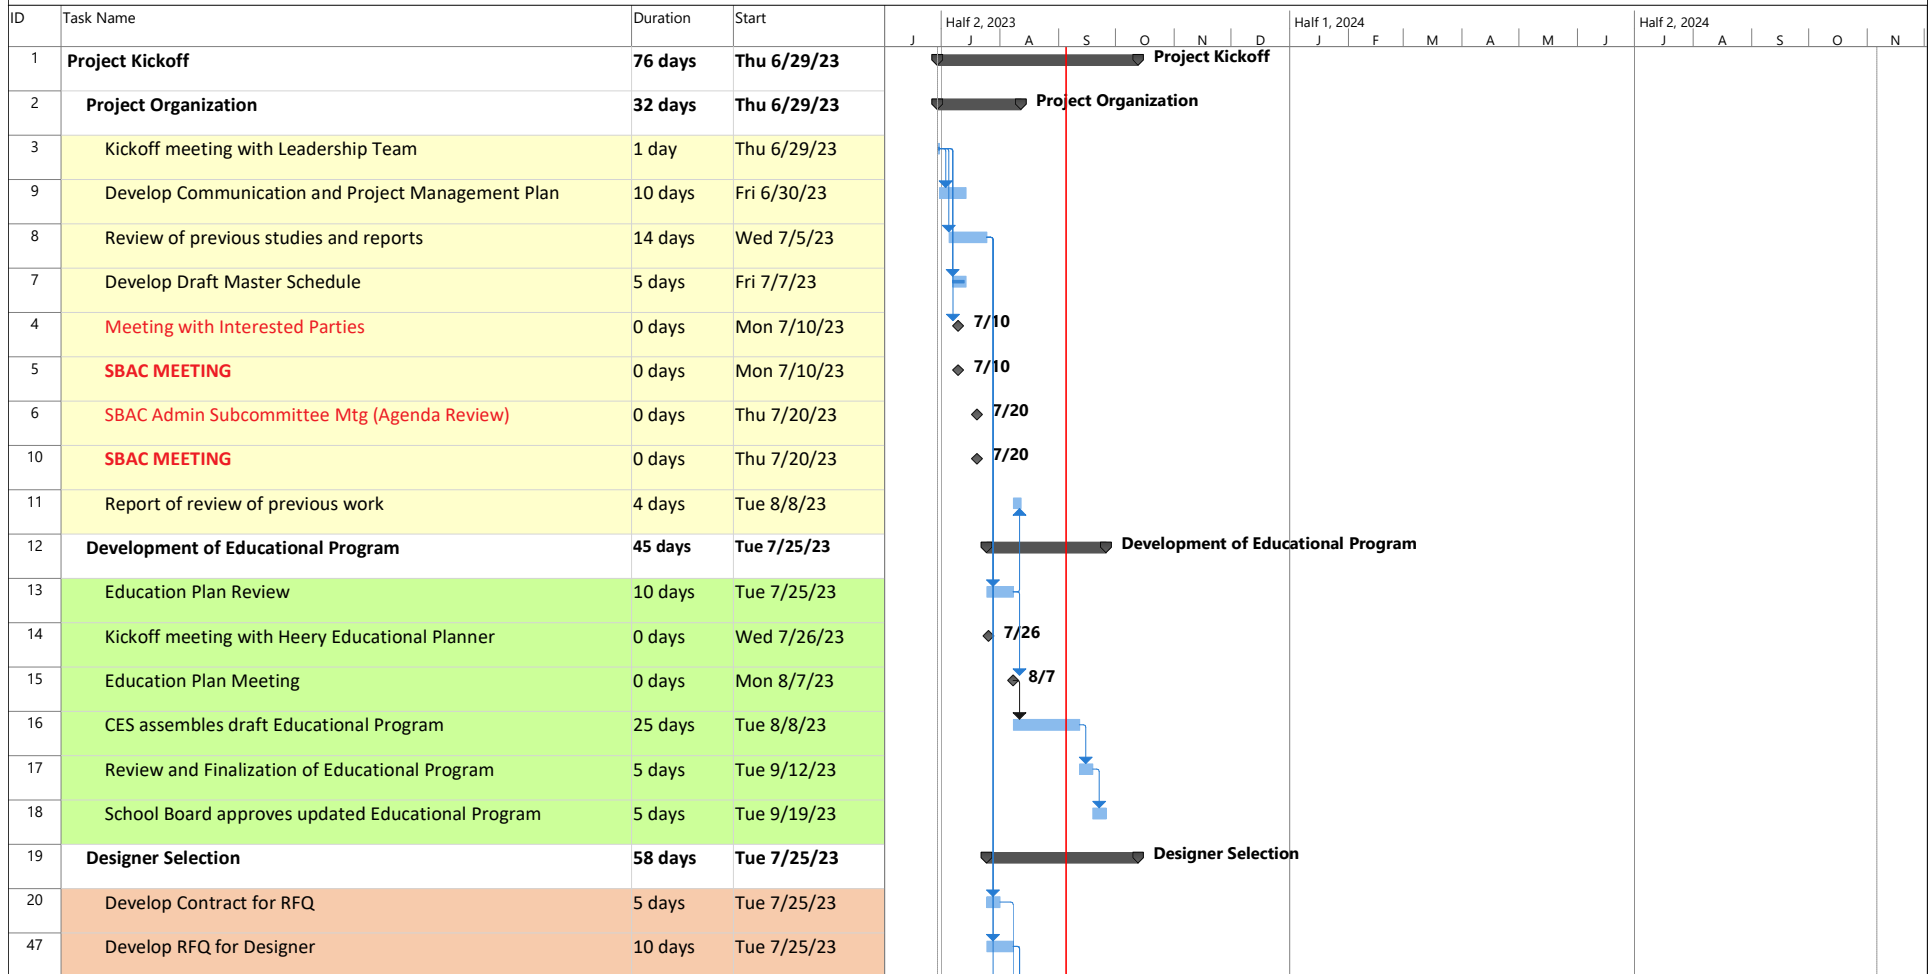 ID Task Name Duration Start Half 2, 2023 Half 1, 2024 Half 2, 2024
J J A S O N D J F M A M J J A S O N
1 Project Kickoff 76 days Thu 6/29/23 Project Kickoff
2 Project Organization 32 days Thu 6/29/23 Project Organization
3 Kickoff meeting with Leadership Team 1 day Thu 6/29/23
9 Develop Communication and Project Management Plan 10 days Fri 6/30/23
8 Review of previous studies and reports 14 days Wed 7/5/23
7 Develop Draft Master Schedule 5 days Fri 7/7/23
4 Meeting with Interested Parties 0 days Mon 7/10/23 7/10
5 SBAC MEETING 0 days Mon 7/10/23 7/10
6 SBAC Admin Subcommittee Mtg (Agenda Review) 0 days Thu 7/20/23 7/20
10 SBAC MEETING 0 days Thu 7/20/23 7/20
11 Report of review of previous work 4 days Tue 8/8/23
12 Development of Educational Program 45 days Tue 7/25/23 Development of Educational Program
13 Education Plan Review 10 days Tue 7/25/23
14 Kickoff meeting with Heery Educational Planner 0 days Wed 7/26/23 7/26
15 Education Plan Meeting 0 days Mon 8/7/23 8/7
16 CES assembles draft Educational Program 25 days Tue 8/8/23
17 Review and Finalization of Educational Program 5 days Tue 9/12/23
18 School Board approves updated Educational Program 5 days Tue 9/19/23
19 Designer Selection 58 days Tue 7/25/23 Designer Selection
20 Develop Contract for RFQ 5 days Tue 7/25/23
47 Develop RFQ for Designer 10 days Tue 7/25/23